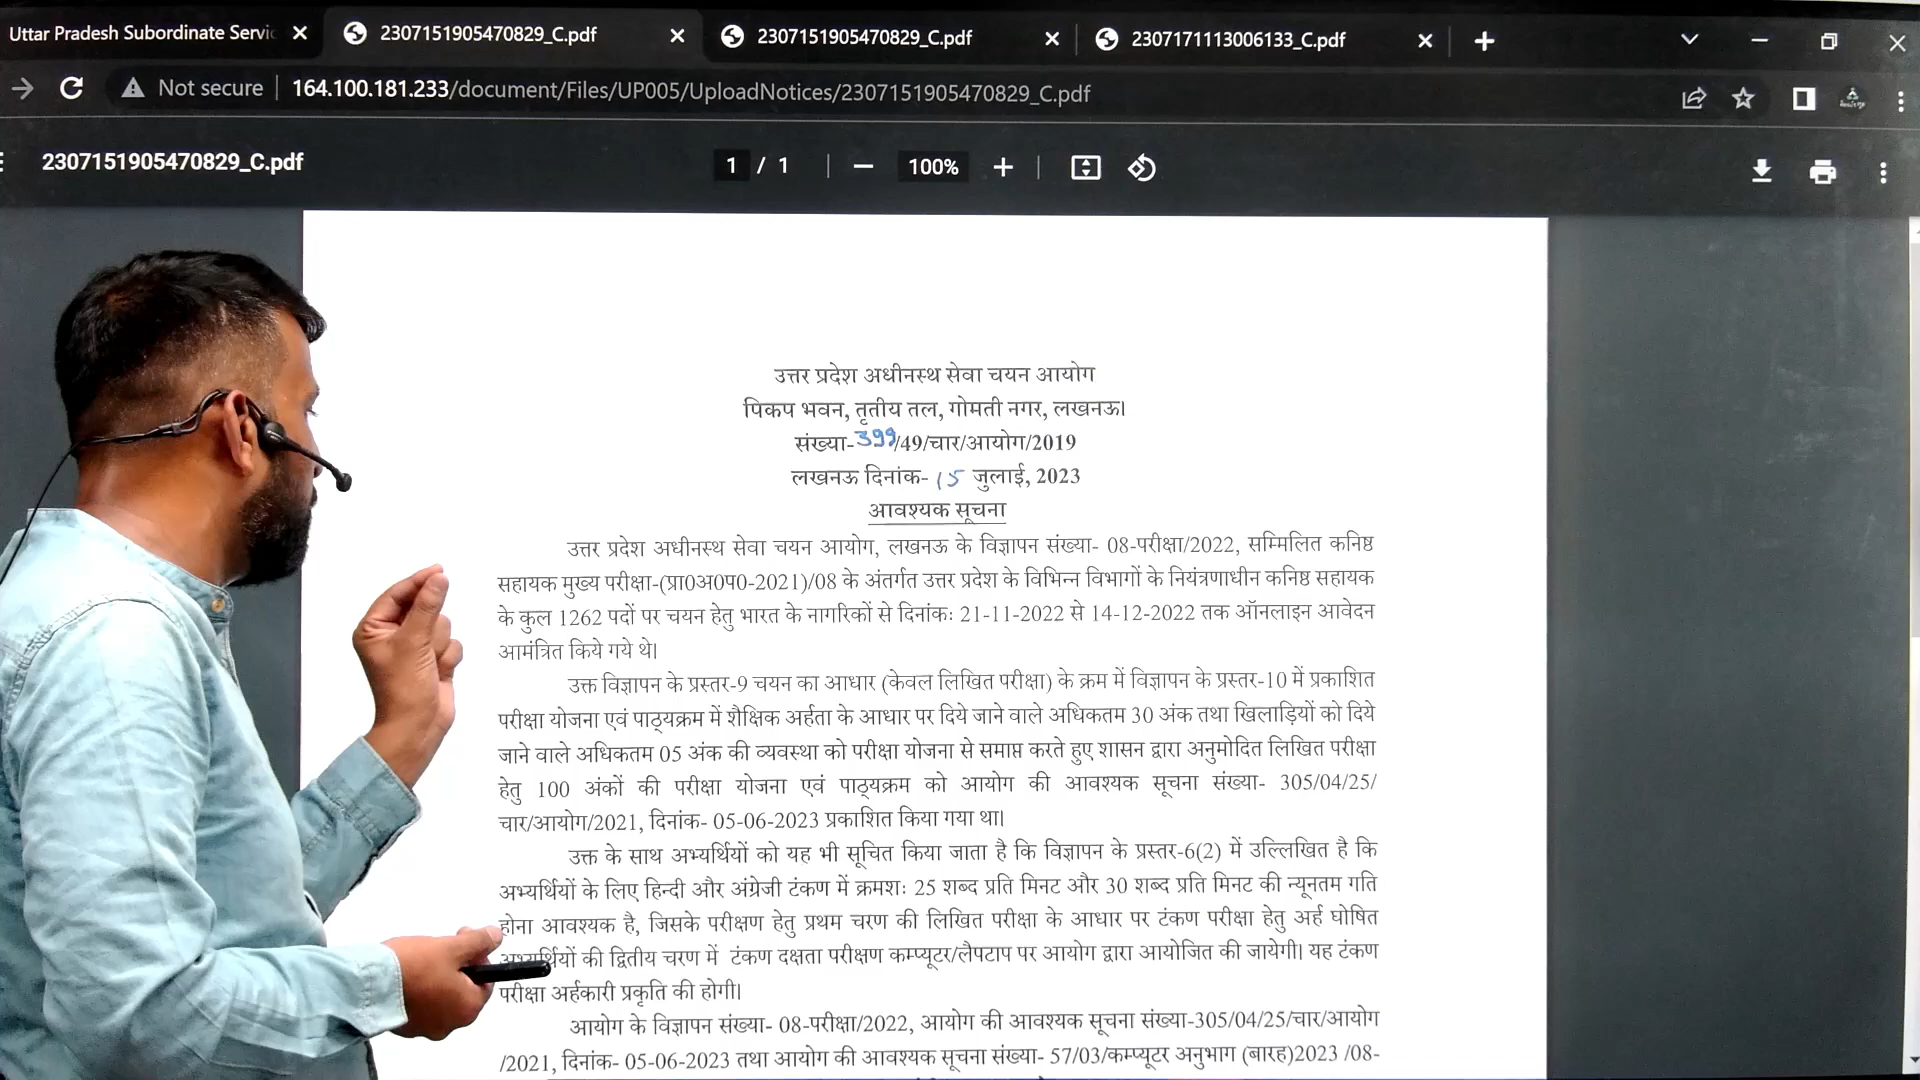 Uttar Pradesh Subordinate Servic
2307151905470829_C.pdf
2307151905470829_C.pdf
2307171113006133_C.pdf
Not secure
164.100.181.233/document/Files/UP005/UploadNotices/2307151905470829_C.pdf
2307151905470829_C.pdf
1 / 1
100%
उत्तर प्रदेश अधीनस्थ सेवा चयन आयोग
पिकप भवन, तृतीय तल, गोमती नगर, लखनऊ।
संख्या-399/49/चार/आयोग/2019
लखनऊ दिनांक- 15 जुलाई, 2023
आवश्यक सूचना
उत्तर प्रदेश अधीनस्थ सेवा चयन आयोग, लखनऊ के विज्ञापन संख्या- 08-परीक्षा/2022, सम्मिलित कनिष्ठ
सहायक मुख्य परीक्षा-(प्रा0अ0प0-2021)/08 के अंतर्गत उत्तर प्रदेश के विभिन्न विभागों के नियंत्रणाधीन कनिष्ठ सहायक
के कुल 1262 पदों पर चयन हेतु भारत के नागरिकों से दिनांकः 21-11-2022 से 14-12-2022 तक ऑनलाइन आवेदन
आमंत्रित किये गये थे।
उक्त विज्ञापन के प्रस्तर-9 चयन का आधार (केवल लिखित परीक्षा) के क्रम में विज्ञापन के प्रस्तर-10 में प्रकाशित
परीक्षा योजना एवं पाठ्यक्रम में शैक्षिक अर्हता के आधार पर दिये जाने वाले अधिकतम 30 अंक तथा खिलाड़ियों को दिये
जाने वाले अधिकतम 05 अंक की व्यवस्था को परीक्षा योजना से समाप्त करते हुए शासन द्वारा अनुमोदित लिखित परीक्षा
हेतु 100 अंकों की परीक्षा योजना एवं पाठ्यक्रम को आयोग की आवश्यक सूचना संख्या- 305/04/25/
चार/आयोग/2021, दिनांक- 05-06-2023 प्रकाशित किया गया था।
उक्त के साथ अभ्यर्थियों को यह भी सूचित किया जाता है कि विज्ञापन के प्रस्तर-6(2) में उल्लिखित है कि
अभ्यर्थियों के लिए हिन्दी और अंग्रेजी टंकण में क्रमशः 25 शब्द प्रति मिनट और 30 शब्द प्रति मिनट की न्यूनतम गति
होना आवश्यक है, जिसके परीक्षण हेतु प्रथम चरण की लिखित परीक्षा के आधार पर टंकण परीक्षा हेतु अर्ह घोषित
अभ्यर्थियों की द्वितीय चरण में टंकण दक्षता परीक्षण कम्प्यूटर/लैपटाप पर आयोग द्वारा आयोजित की जायेगी। यह टंकण
परीक्षा अर्हकारी प्रकृति की होगी।
आयोग के विज्ञापन संख्या- 08-परीक्षा/2022, आयोग की आवश्यक सूचना संख्या-305/04/25/चार/आयोग
/2021, दिनांक- 05-06-2023 तथा आयोग की आवश्यक सूचना संख्या- 57/03/कम्प्यूटर अनुभाग (बारह)2023 /08-